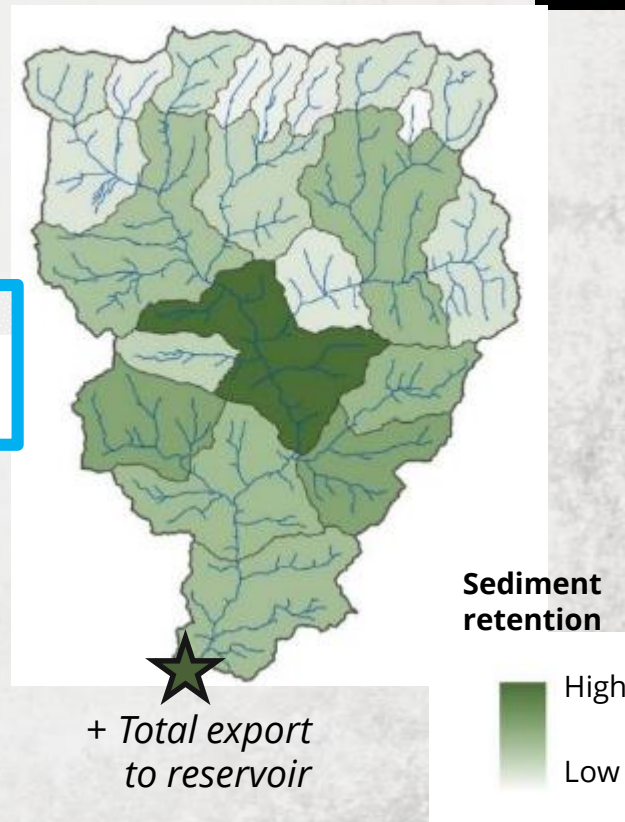 Sediment
retention
High
Low
+ Total export
to reservoir